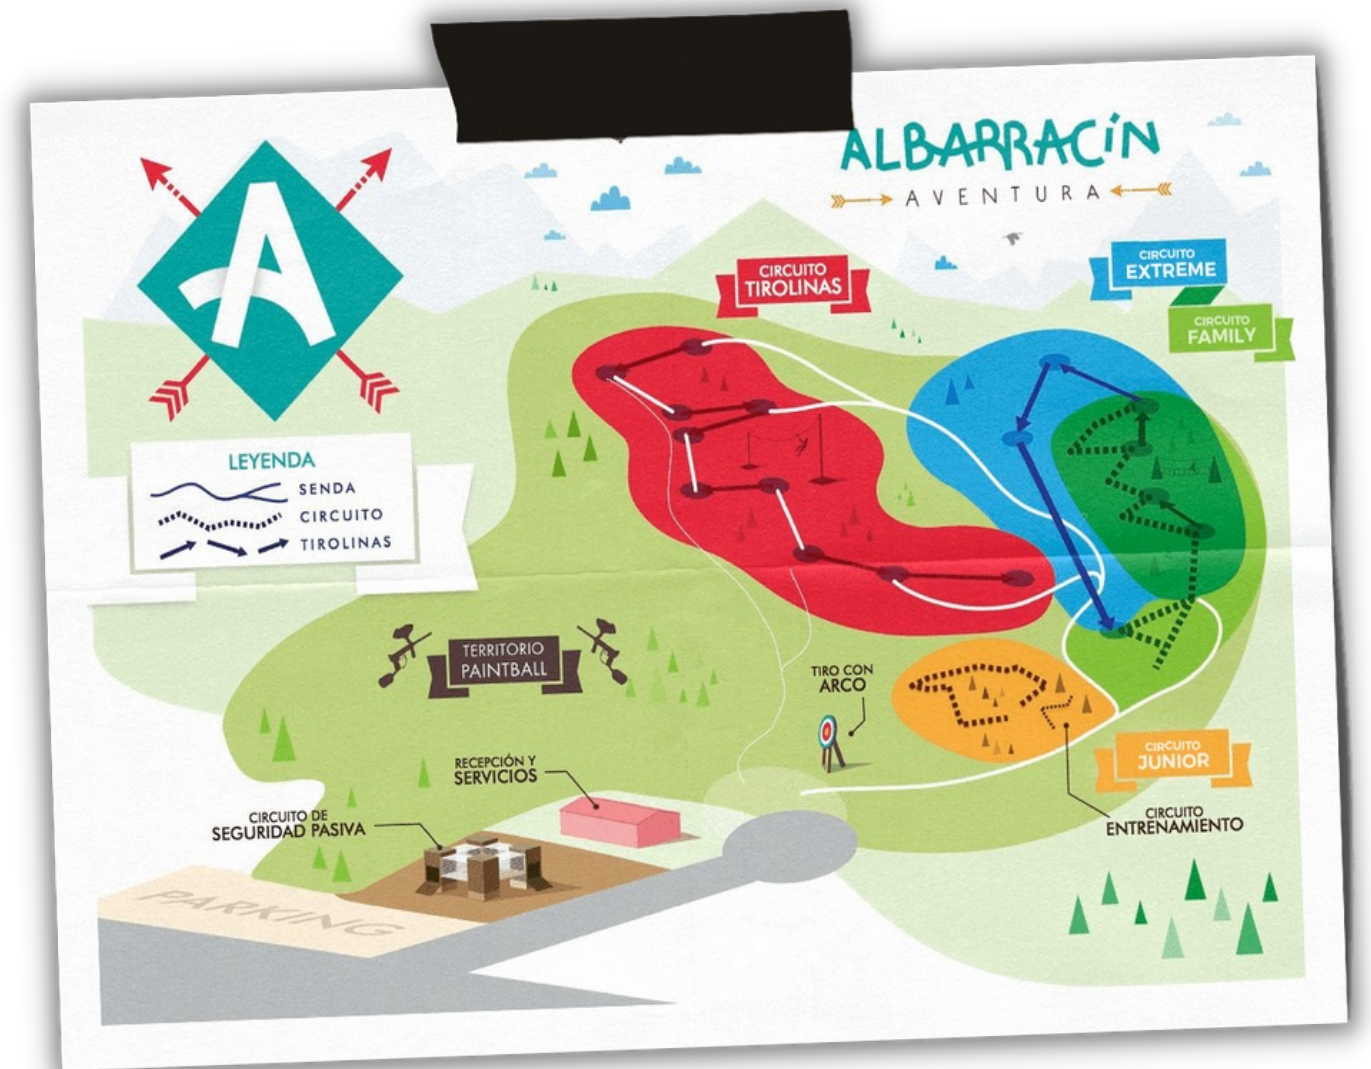 ALBARRACÍN
AVENTURA
A
CIRCUITO
TIROLINAS
CIRCUITO
EXTREME
CIRCUITO
FAMILY
LEYENDA
SENDA
CIRCUITO
TIROLINAS
TERRITORIO
PAINTBALL
TIRO CON
ARCO
RECEPCIÓN Y
SERVICIOS
CIRCUITO
JUNIOR
CIRCUITO DE
SEGURIDAD PASIVA
CIRCUITO
ENTRENAMIENTO
PARKING